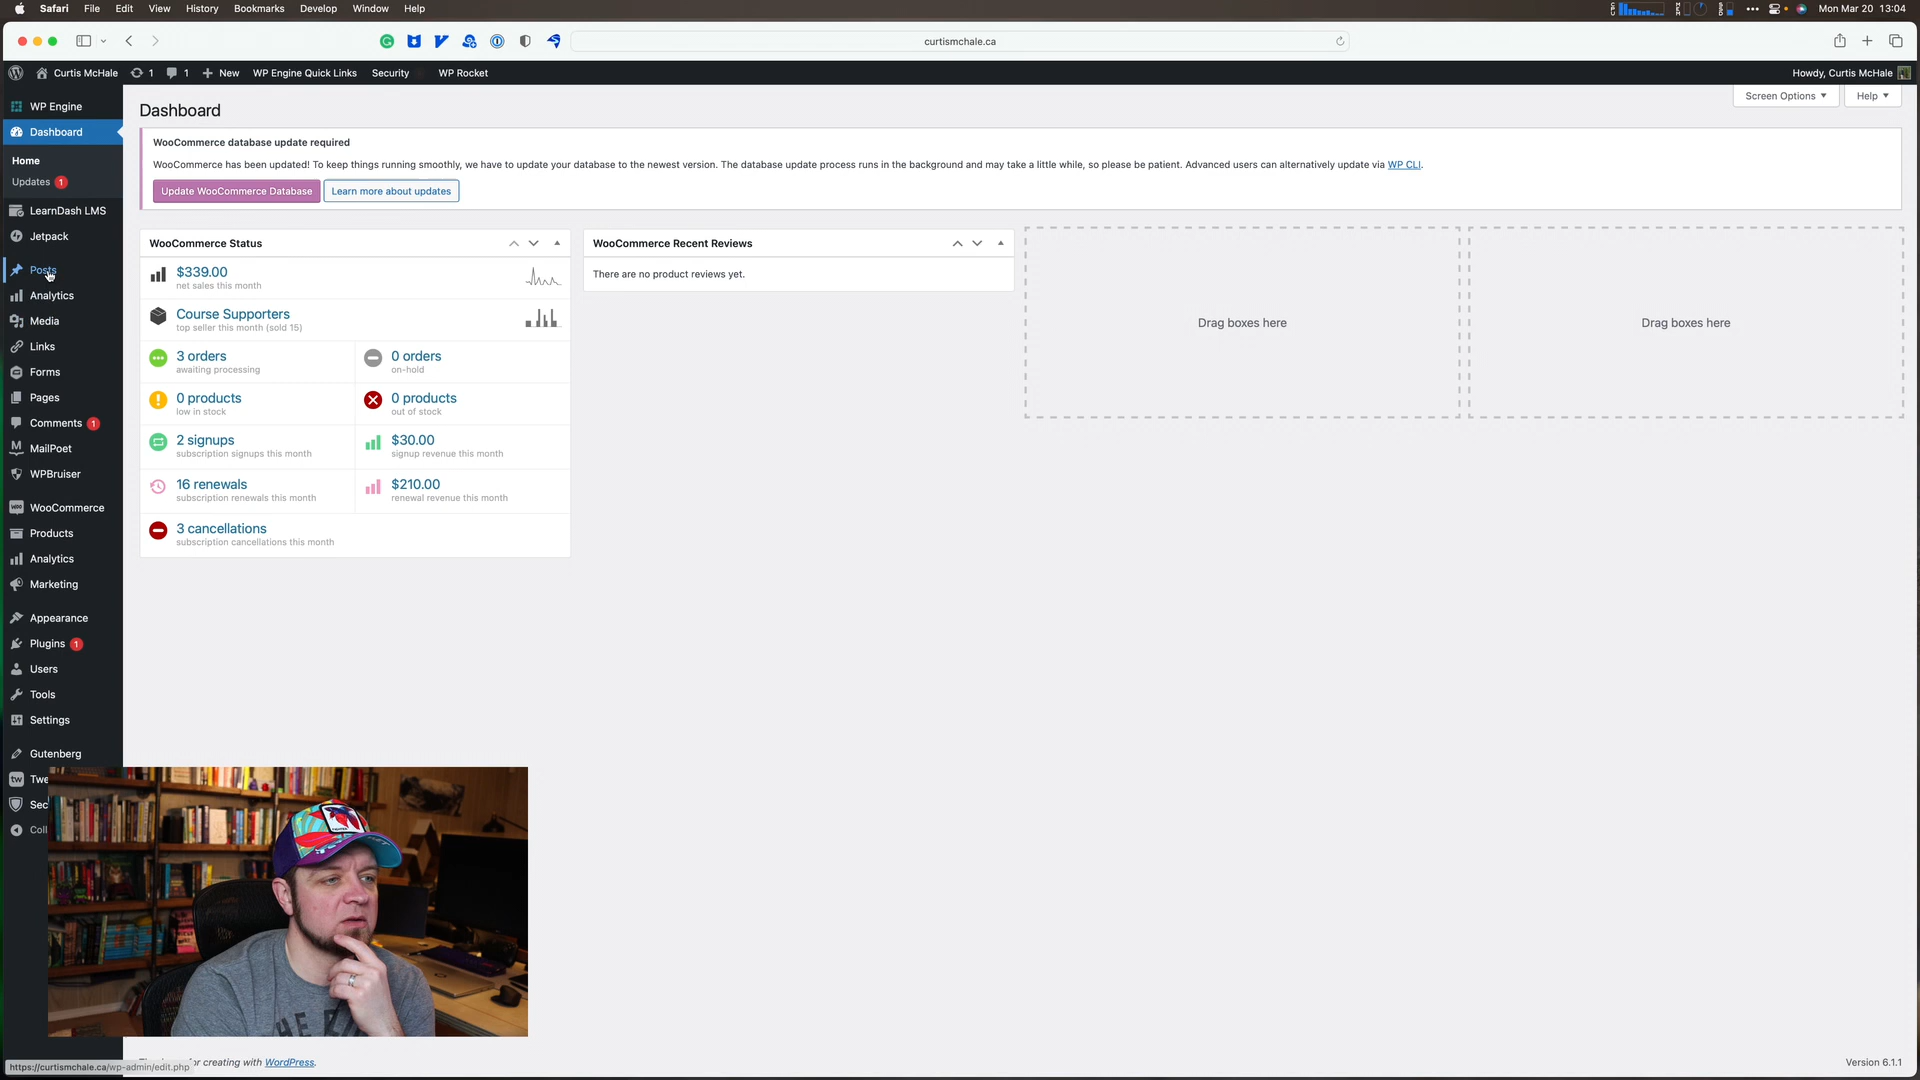 Safari File Edit View History Bookmarks Develop Window Help Mon Mar 20 13:04
curtismchale.ca
Curtis McHale 1 1 New WP Engine Quick Links Security WP Rocket Howdy, Curtis McHale
WP Engine
Dashboard
Home
Updates 1
LearnDash LMS
Jetpack
Posts
Analytics
Media
Links
Forms
Pages
Comments 1
MailPoet
WPBruiser
WooCommerce
Products
Analytics
Marketing
Appearance
Plugins 1
Users
Tools
Settings
Gutenberg
Twe
Sec
Coll
Screen Options Help
Dashboard
WooCommerce database update required
WooCommerce has been updated! To keep things running smoothly, we have to update your database to the newest version. The database update process runs in the background and may take a little while, so please be patient. Advanced users can alternatively update via WP CLI.
Update WooCommerce Database Learn more about updates
WooCommerce Status
$339.00
net sales this month
Course Supporters
top seller this month (sold 15)
3 orders
awaiting processing
0 orders
on-hold
0 products
low in stock
0 products
out of stock
2 signups
subscription signups this month
$30.00
signup revenue this month
16 renewals
subscription renewals this month
$210.00
renewal revenue this month
3 cancellations
subscription cancellations this month
WooCommerce Recent Reviews
There are no product reviews yet.
Drag boxes here
Drag boxes here
for creating with WordPress.
Version 6.1.1
https://curtismchale.ca/wp-admin/edit.php